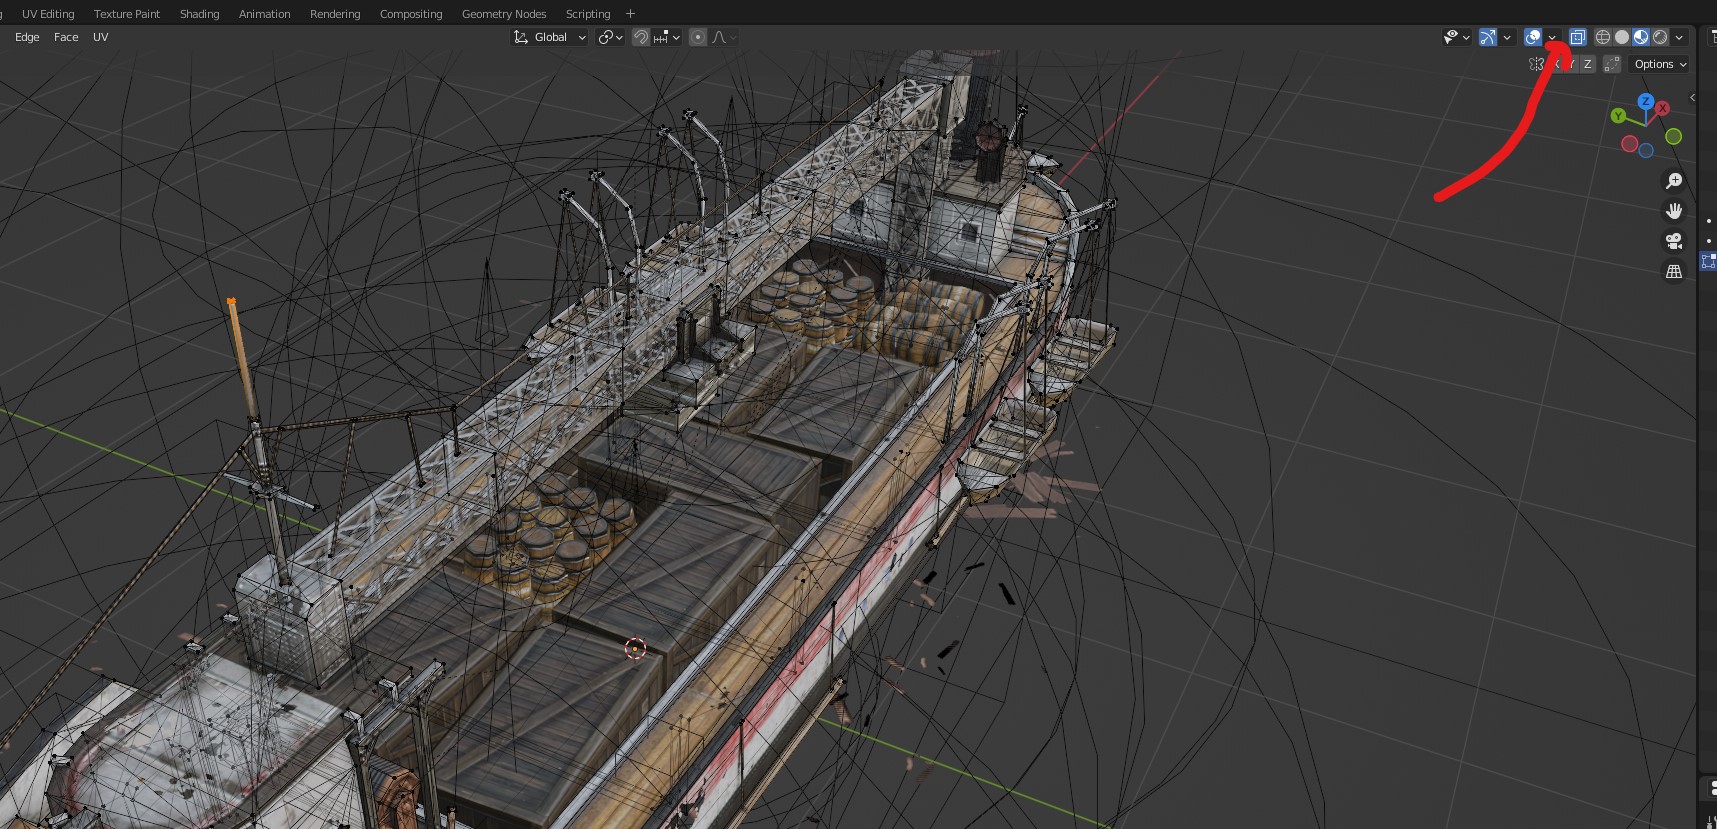 UV Editing Texture Paint Shading Animation Rendering Compositing Geometry Nodes Scripting +
Edge Face UV Global
Z Options
Z
X
Y